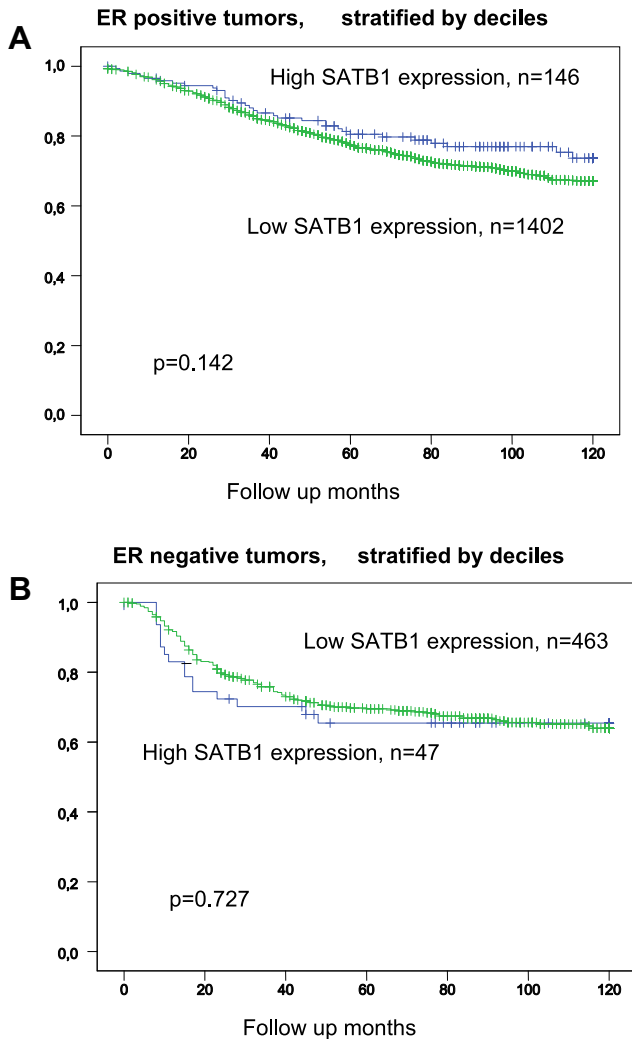 A
ER positive tumors, stratified by deciles
1,0
High SATB1 expression, n=146
0,8
Low SATB1 expression, n=1402
0,6
0,4
0,2
p=0.142
0,0
0 20 40 60 80 100 120
Follow up months
ER negative tumors, stratified by deciles
B
1,0
Low SATB1 expression, n=463
0,8
0,6
High SATB1 expression, n=47
0,4
0,2
p=0.727
0,0
0 20 40 60 80 100 120
Follow up months